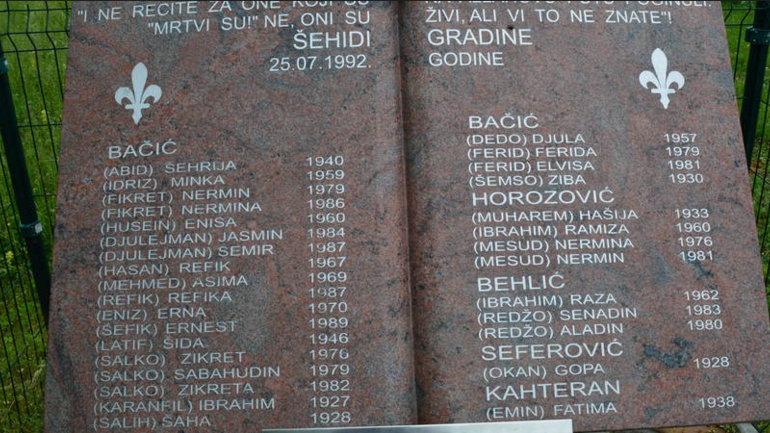 "I NE RECITE ZA ONE KOJI SU
"MRTVI SU!" NE, ONI SU
ŠEHIDI
25.07.1992.
BAČIĆ
(ABID) SEHRIJA 1940
(IDRIZ) MINKA 1959
(FIKRET) NERMIN 1979
(FIKRET) NERMINA 1986
(HUSEIN) ENIŠA 1960
(DJULEJMAN) JASMIN 1984
(DJULEJMAN) SEMIR 1987
(HASAN) REFIK 1967
(MEHMED) ASIMA 1969
(REFIK) REFIKA 1987
(ENIZ) ERNA 1970
(ŠEFIK) ERNEST 1989
(LATIF) ŠIDA 1946
(SALKO) ZIKRET 1976
(SALKO) SABAHUDIN 1979
(SALKO) ZIKRETA 1982
(KARANFIL) IBRAHIM 1927
(SALIH) SAHA 1928
ŽIVI, ALI VI TO NE ZNATE"!
GRADINE
GODINE
BAČIĆ
(DEDO) DJULA 1957
(FERID) FERIDA 1979
(FERID) ELVISA 1981
(ŠEMSO) ZIBA 1930
HOROZOVIĆ
(MUHAREM) HAŠIJA 1933
(IBRAHIM) RAMIZA 1960
(MESUD) NERMINA 1976
(MESUD) NERMIN 1981
BEHLIĆ
(IBRAHIM) RAZA 1962
(REDŽO) SENADIN 1983
(REDŽO) ALADIN 1980
SEFEROVIĆ
(OKAN) GOPA 1928
KAHTERAN
(EMIN) FATIMA 1938